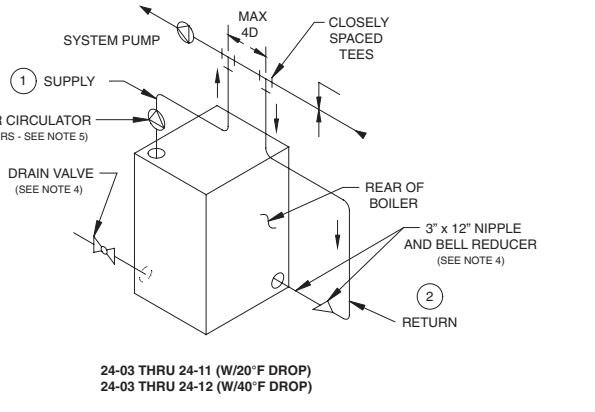 MAX
4D
CLOSELY
SPACED
TEES
SYSTEM PUMP
1 SUPPLY
CIRCULATOR
RS - SEE NOTE 5)
DRAIN VALVE
(SEE NOTE 4)
REAR OF
BOILER
3" x 12" NIPPLE
AND BELL REDUCER
(SEE NOTE 4)
2
RETURN
24-03 THRU 24-11 (W/20°F DROP)
24-03 THRU 24-12 (W/40°F DROP)